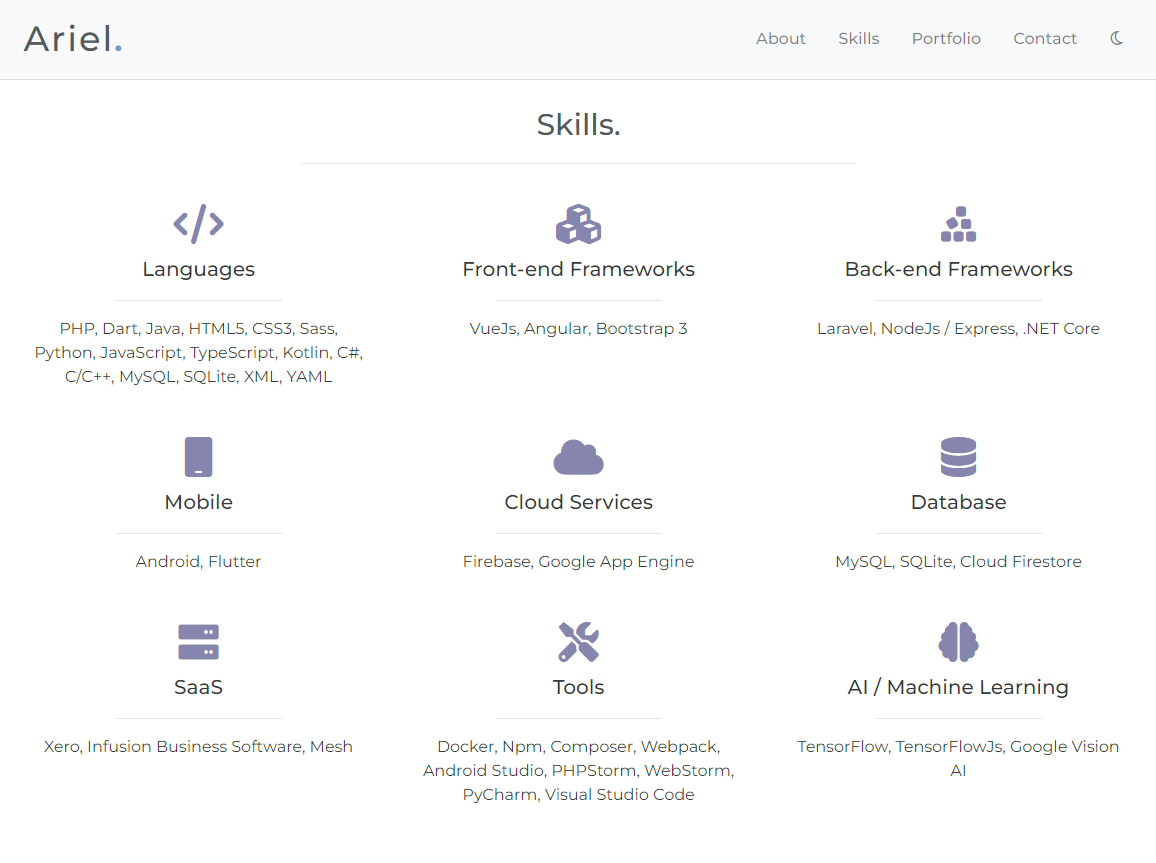 Ariel.
About
Skills
Portfolio
Contact
Skills.
Languages
PHP, Dart, Java, HTML5, CSS3, Sass,
Python, JavaScript, TypeScript, Kotlin, C#,
C/C++, MySQL, SQLite, XML, YAML
Front-end Frameworks
VueJs, Angular, Bootstrap 3
Back-end Frameworks
Laravel, NodeJs / Express, .NET Core
Mobile
Android, Flutter
Cloud Services
Firebase, Google App Engine
Database
MySQL, SQLite, Cloud Firestore
SaaS
Xero, Infusion Business Software, Mesh
Tools
Docker, Npm, Composer, Webpack,
Android Studio, PHPStorm, WebStorm,
PyCharm, Visual Studio Code
AI / Machine Learning
TensorFlow, TensorFlowJs, Google Vision
AI